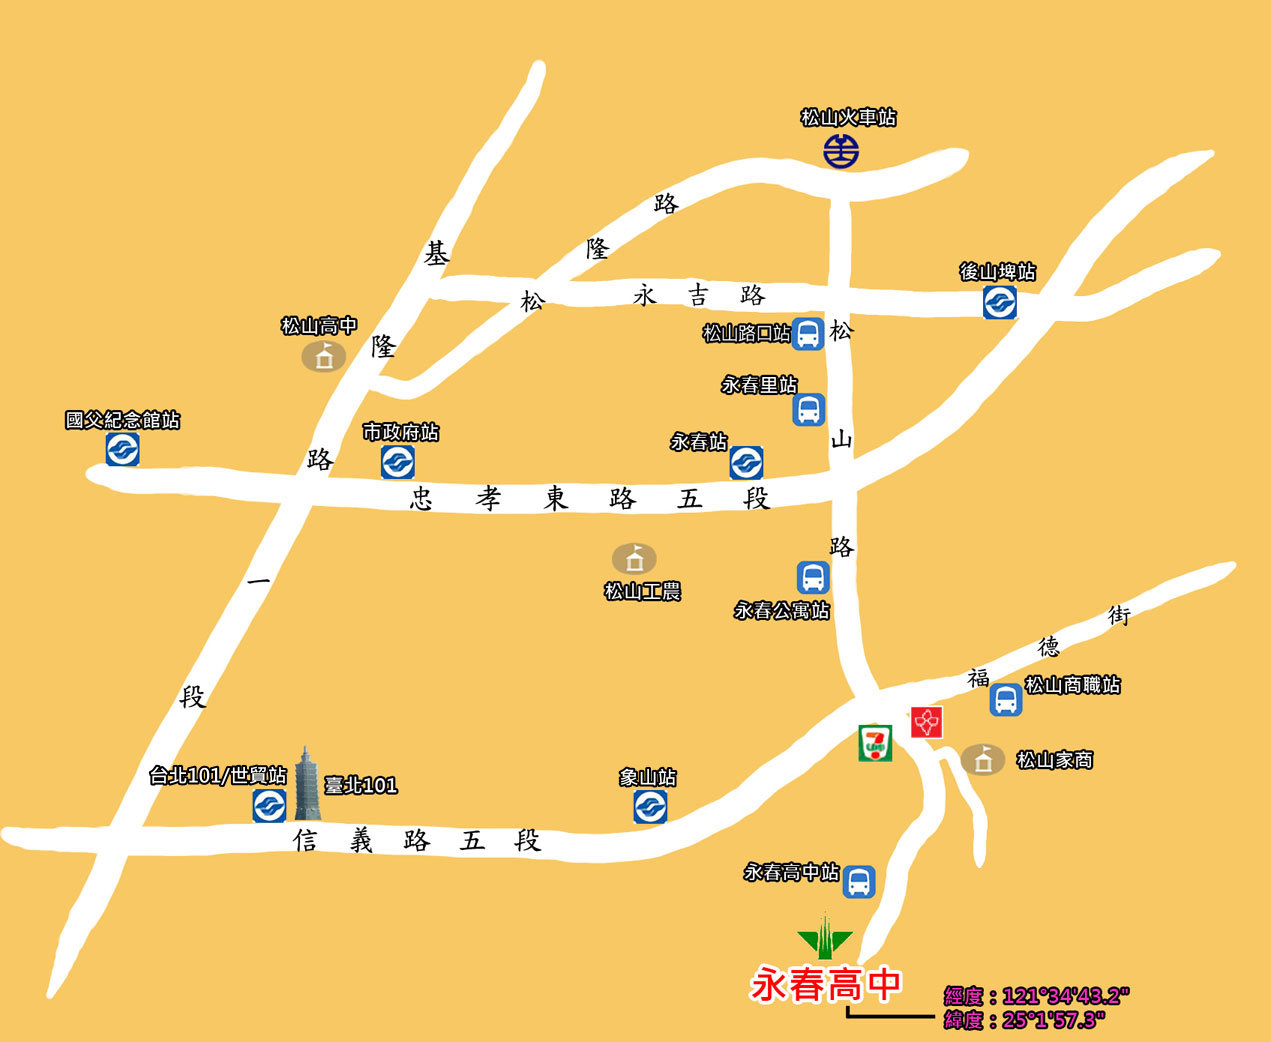 松山火車站
基隆路一段
松隆路
永吉路
後山埤站
松山高中
松山路口站
松山路
永春里站
國父紀念館站
市政府站
永春站
忠孝東路五段
松山工農
永春公寓站
福德街
松山商職站
7
松山家商
台北101/世貿站
臺北101
象山站
信義路五段
永春高中站
永春高中
經度：121°34'43.2"
緯度：25°1'57.3"